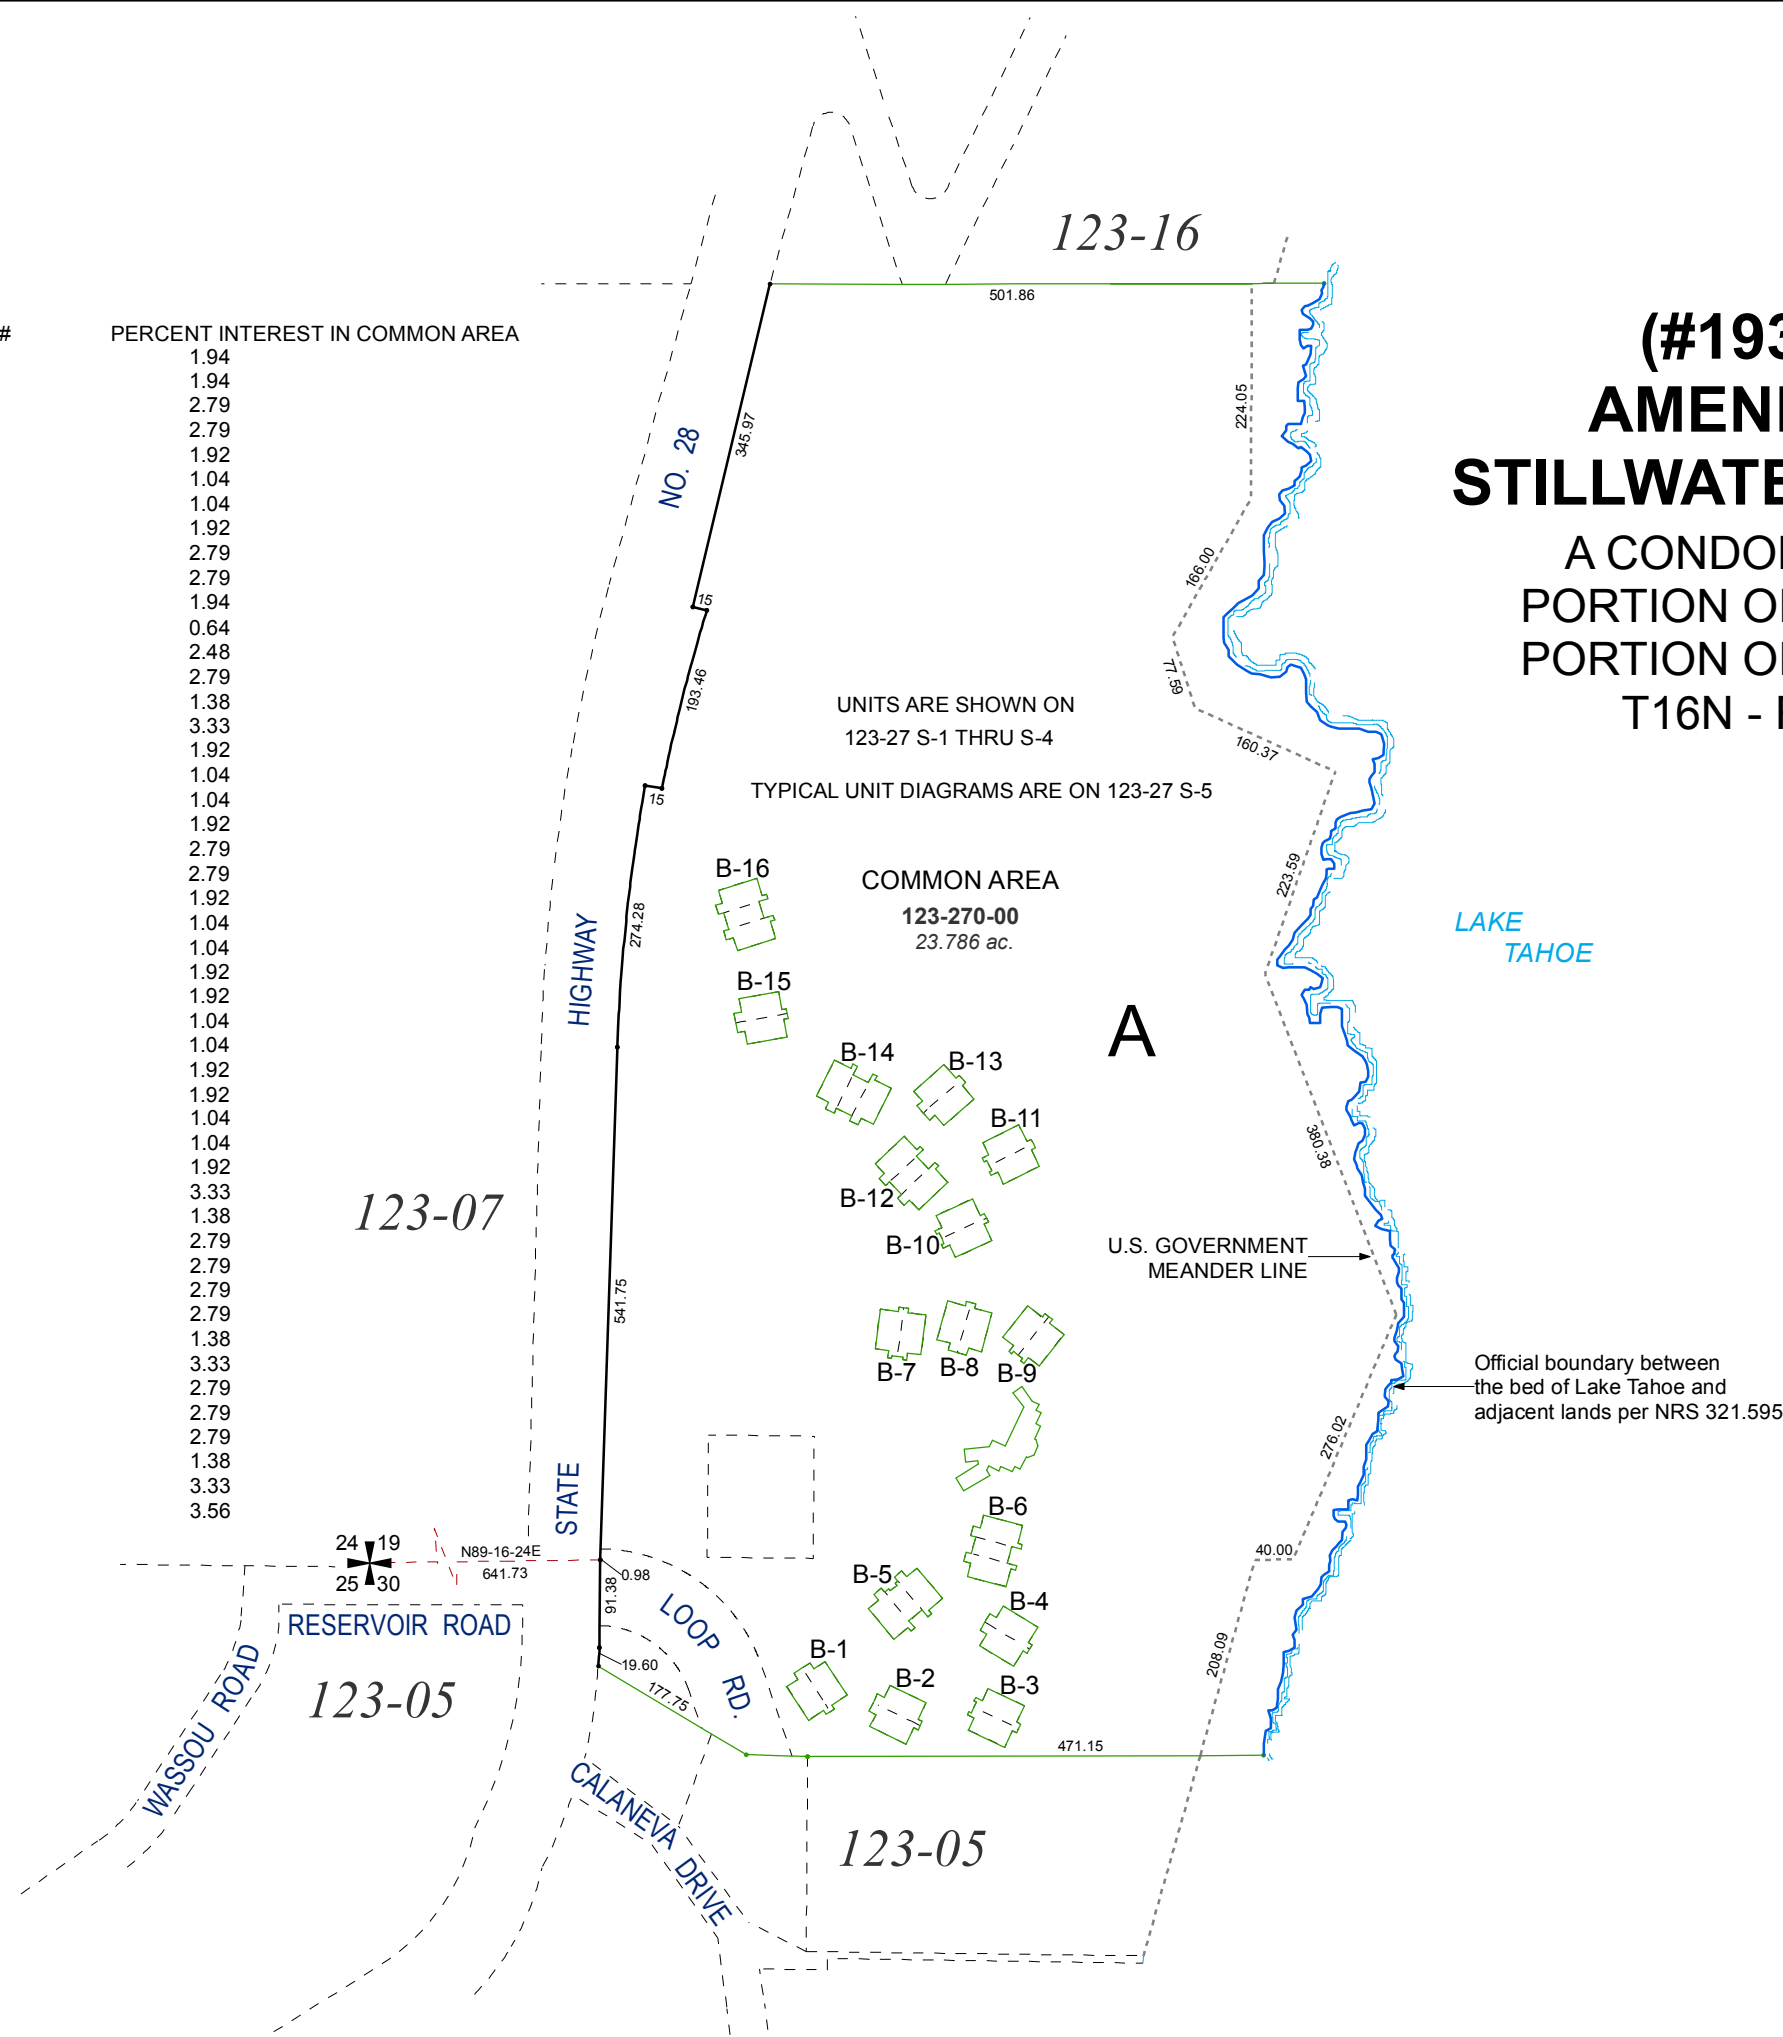 #
PERCENT INTEREST IN COMMON AREA
1.94
1.94
2.79
2.79
1.92
1.04
1.04
1.92
2.79
2.79
1.94
0.64
2.48
2.79
1.38
3.33
1.92
1.04
1.04
1.92
2.79
2.79
1.92
1.04
1.04
1.92
1.92
1.04
1.04
1.92
1.92
1.04
1.04
1.92
3.33
1.38
2.79
2.79
2.79
2.79
1.38
3.33
2.79
2.79
2.79
1.38
3.33
3.56
123-16
501.86
(#193
AMEN
STILLWATE
A CONDO
PORTION O
PORTION O
T16N -
224.05
345.97
NO. 28
166.00
15
77.59
193.46
UNITS ARE SHOWN ON
123-27 S-1 THRU S-4
160.37
TYPICAL UNIT DIAGRAMS ARE ON 123-27 S-5
15
B-16
COMMON AREA
123-270-00
23.786 ac.
223.59
274.28
HIGHWAY
LAKE
TAHOE
B-15
A
B-14
B-13
B-11
380.38
B-12
123-07
B-10
U.S. GOVERNMENT
MEANDER LINE
541.75
B-7
B-8
B-9
Official boundary between
the bed of Lake Tahoe and
adjacent lands per NRS 321.595
276.02
STATE
B-6
24 19
25 30
N89-16-24E
641.73
0.98
40.00
91.38
B-5
B-4
LOOP RD.
RESERVOIR ROAD
WASSOU ROAD
19.60
B-1
208.09
177.75
B-2
B-3
123-05
471.15
CALANEVA DRIVE
123-05